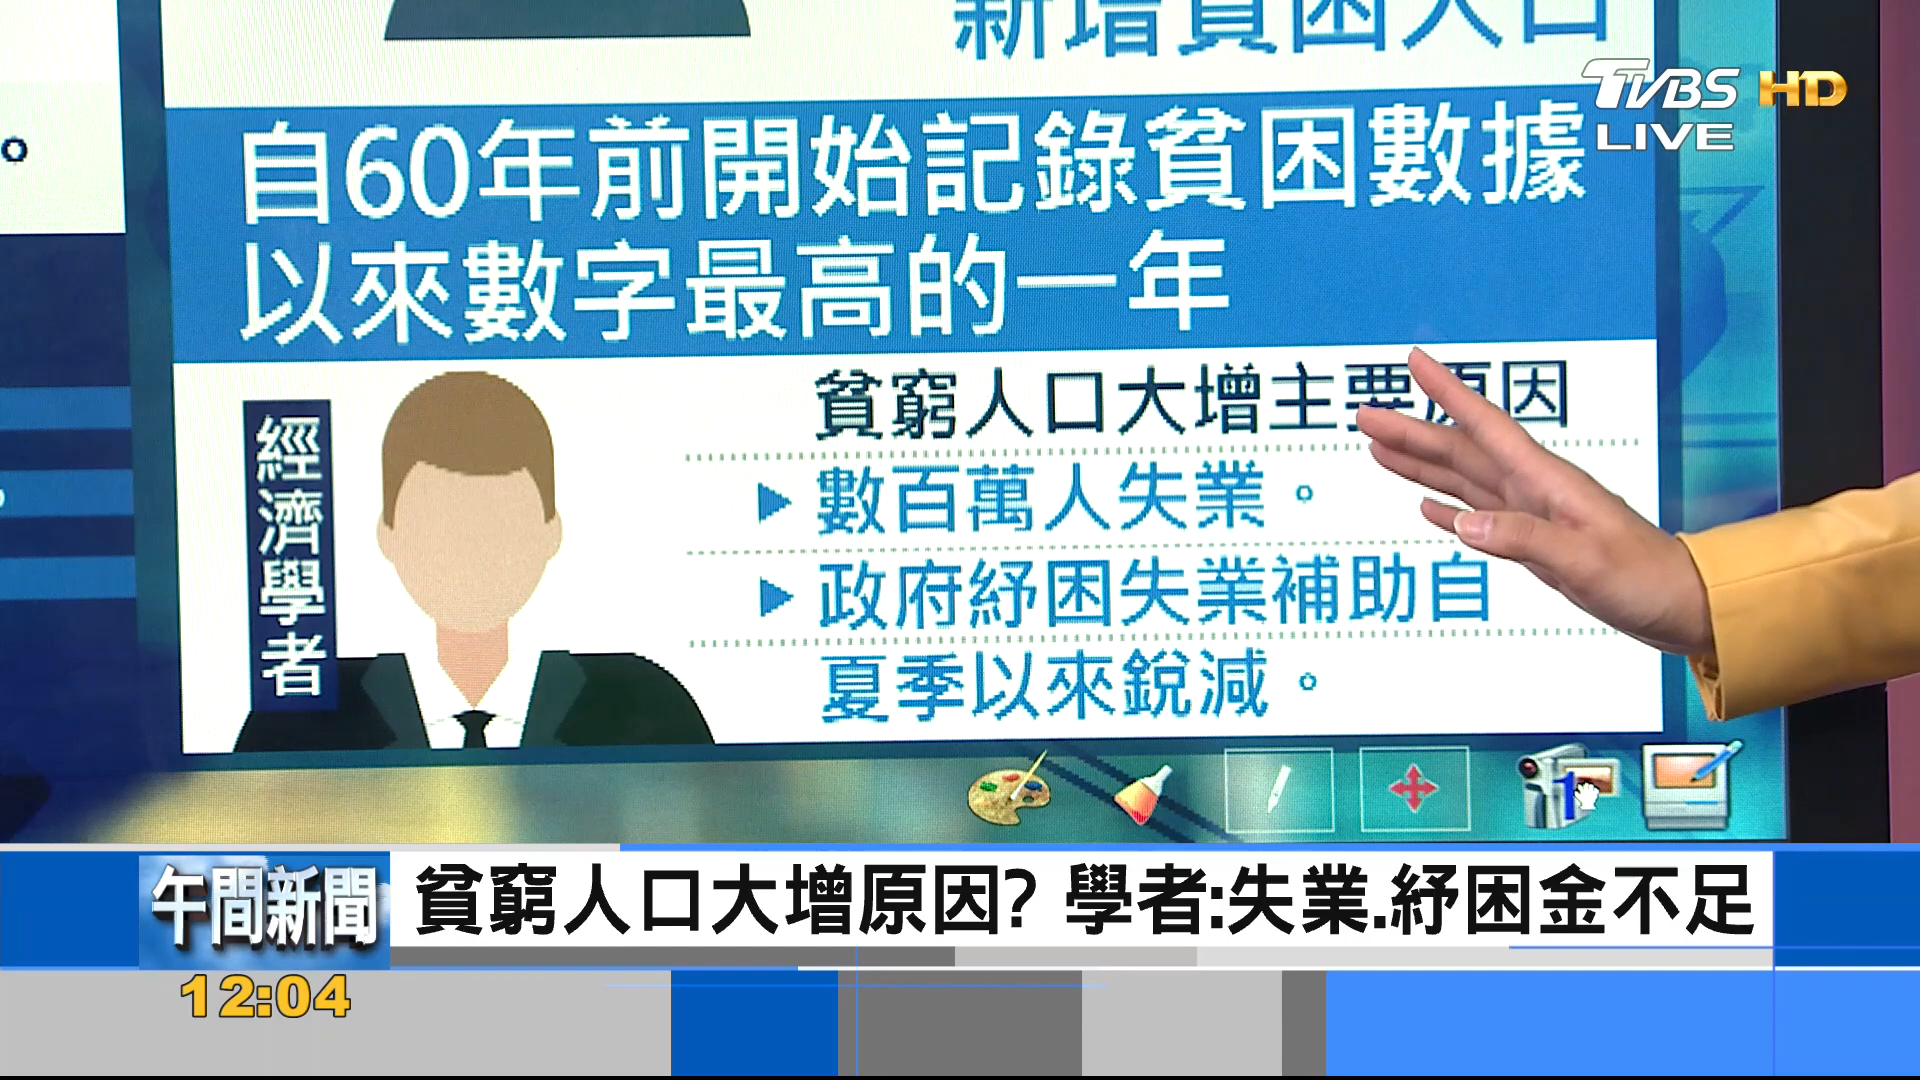 新增貧困人口
TVBS HD
LIVE
自60年前開始記錄貧困數據
以來數字最高的一年
經濟學者
貧窮人口大增主要原因
▶數百萬人失業。
▶政府紓困失業補助自
夏季以來銳減。
午間新聞
貧窮人口大增原因? 學者:失業.紓困金不足
12:04